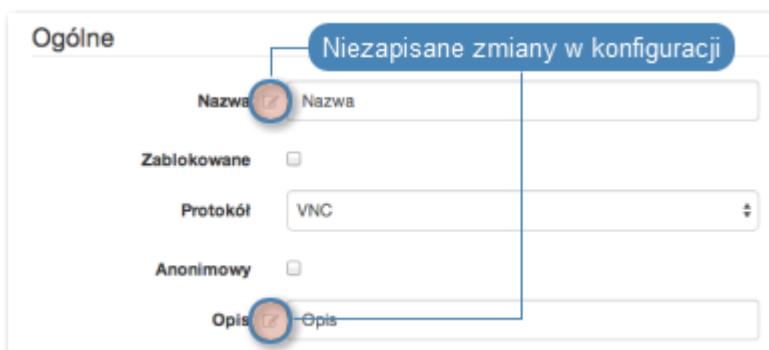 Ogólne
Niezapisane zmiany w konfiguracji
Nazwa Nazwa
Zablokowane
Protokół VNC
Anonimowy
Opis Opis